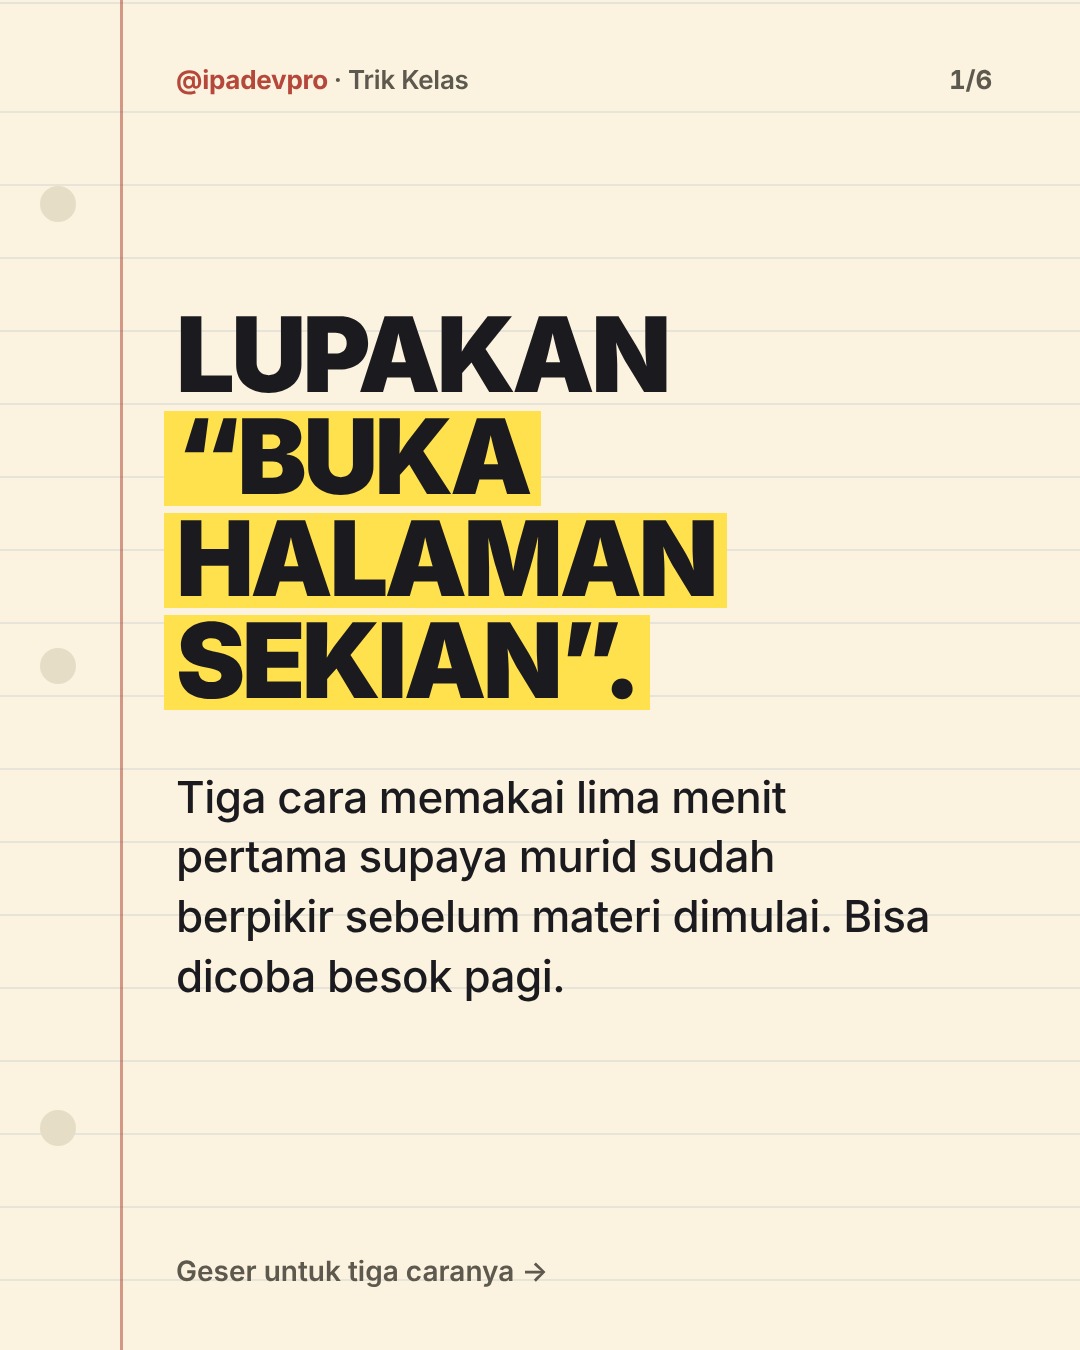 @ipadevpro · Trik Kelas
1/6
LUPAKAN
“BUKA
HALAMAN
SEKIAN”.
Tiga cara memakai lima menit
pertama supaya murid sudah
berpikir sebelum materi dimulai. Bisa
dicoba besok pagi.
Geser untuk tiga caranya →